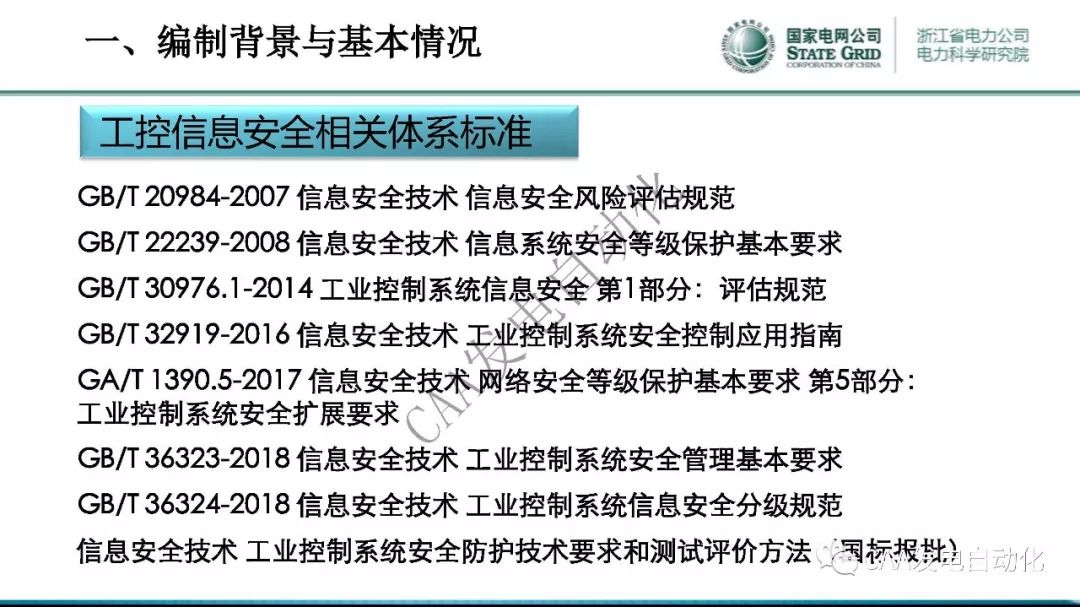 一、编制背景与基本情况
国家电网公司
STATE GRID
CORPORATION OF CHINA
浙江省电力公司
电力科学研究院
工控信息安全相关体系标准
GB/T 20984-2007 信息安全技术 信息安全风险评估规范
GB/T 22239-2008 信息安全技术 信息系统安全等级保护基本要求
GB/T 30976.1-2014 工业控制系统信息安全 第1部分：评估规范
GB/T 32919-2016 信息安全技术 工业控制系统安全控制应用指南
GA/T 1390.5-2017 信息安全技术 网络安全等级保护基本要求 第5部分：
工业控制系统安全扩展要求
GB/T 36323-2018 信息安全技术 工业控制系统安全管理基本要求
GB/T 36324-2018 信息安全技术 工业控制系统信息安全分级规范
信息安全技术 工业控制系统安全防护技术要求和测试评价方法（国标报批）
CAA发电自动化
CAA发电自动化